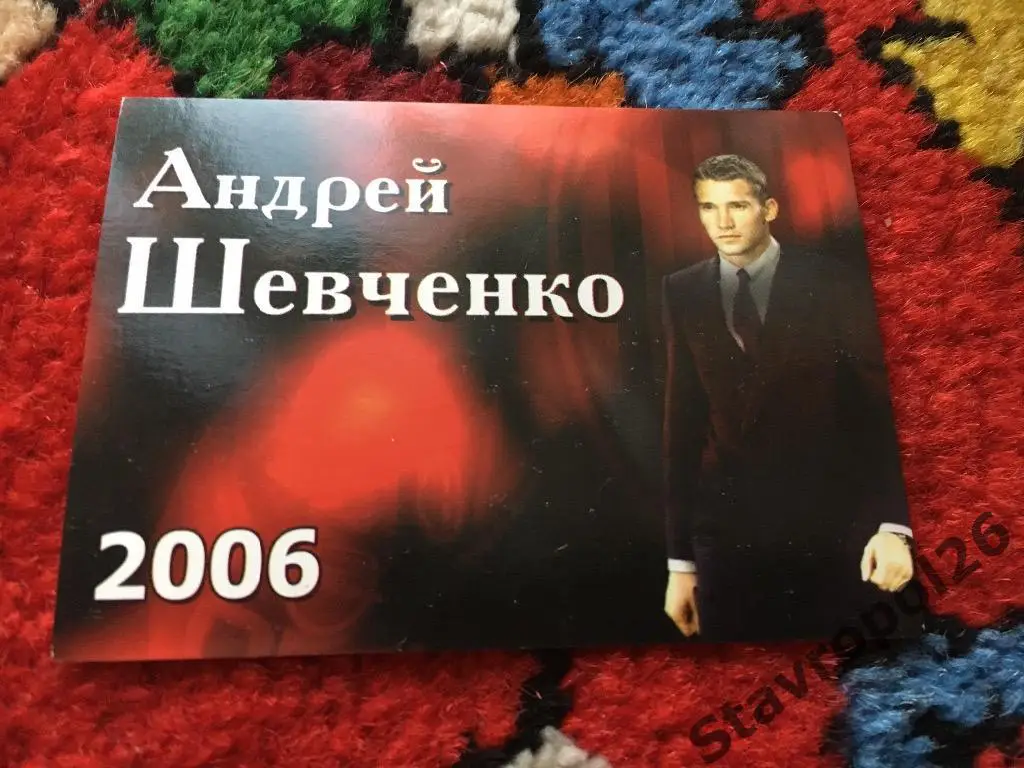 Андрей
Шевченко
2006
Stavropol26